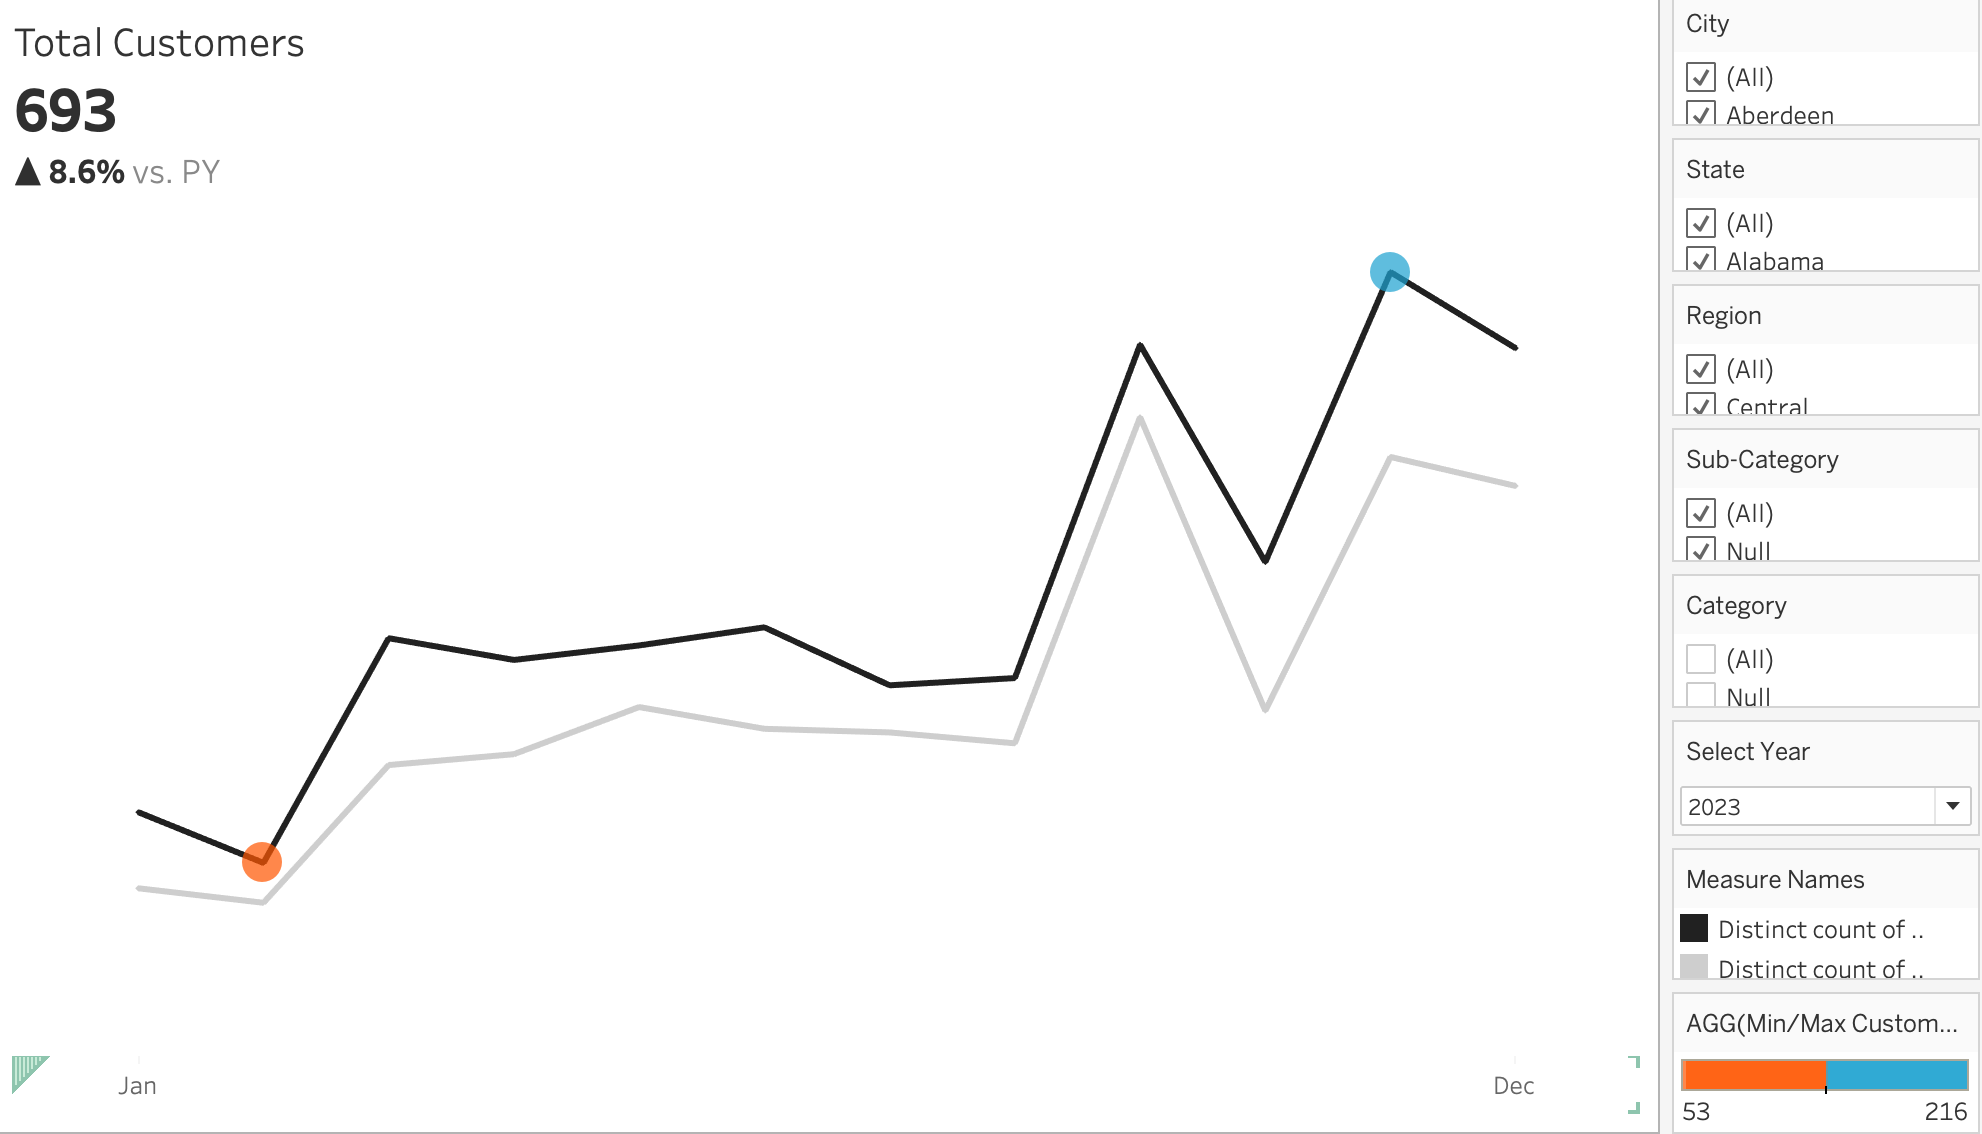 Total Customers
693
▲ 8.6% vs. PY
Jan
Dec
City
(All)
Aberdeen
State
(All)
Alabama
Region
(All)
Central
Sub-Category
(All)
Null
Category
(All)
Null
Select Year
2023
Measure Names
Distinct count of ..
Distinct count of ..
AGG(Min/Max Custom...
53
216